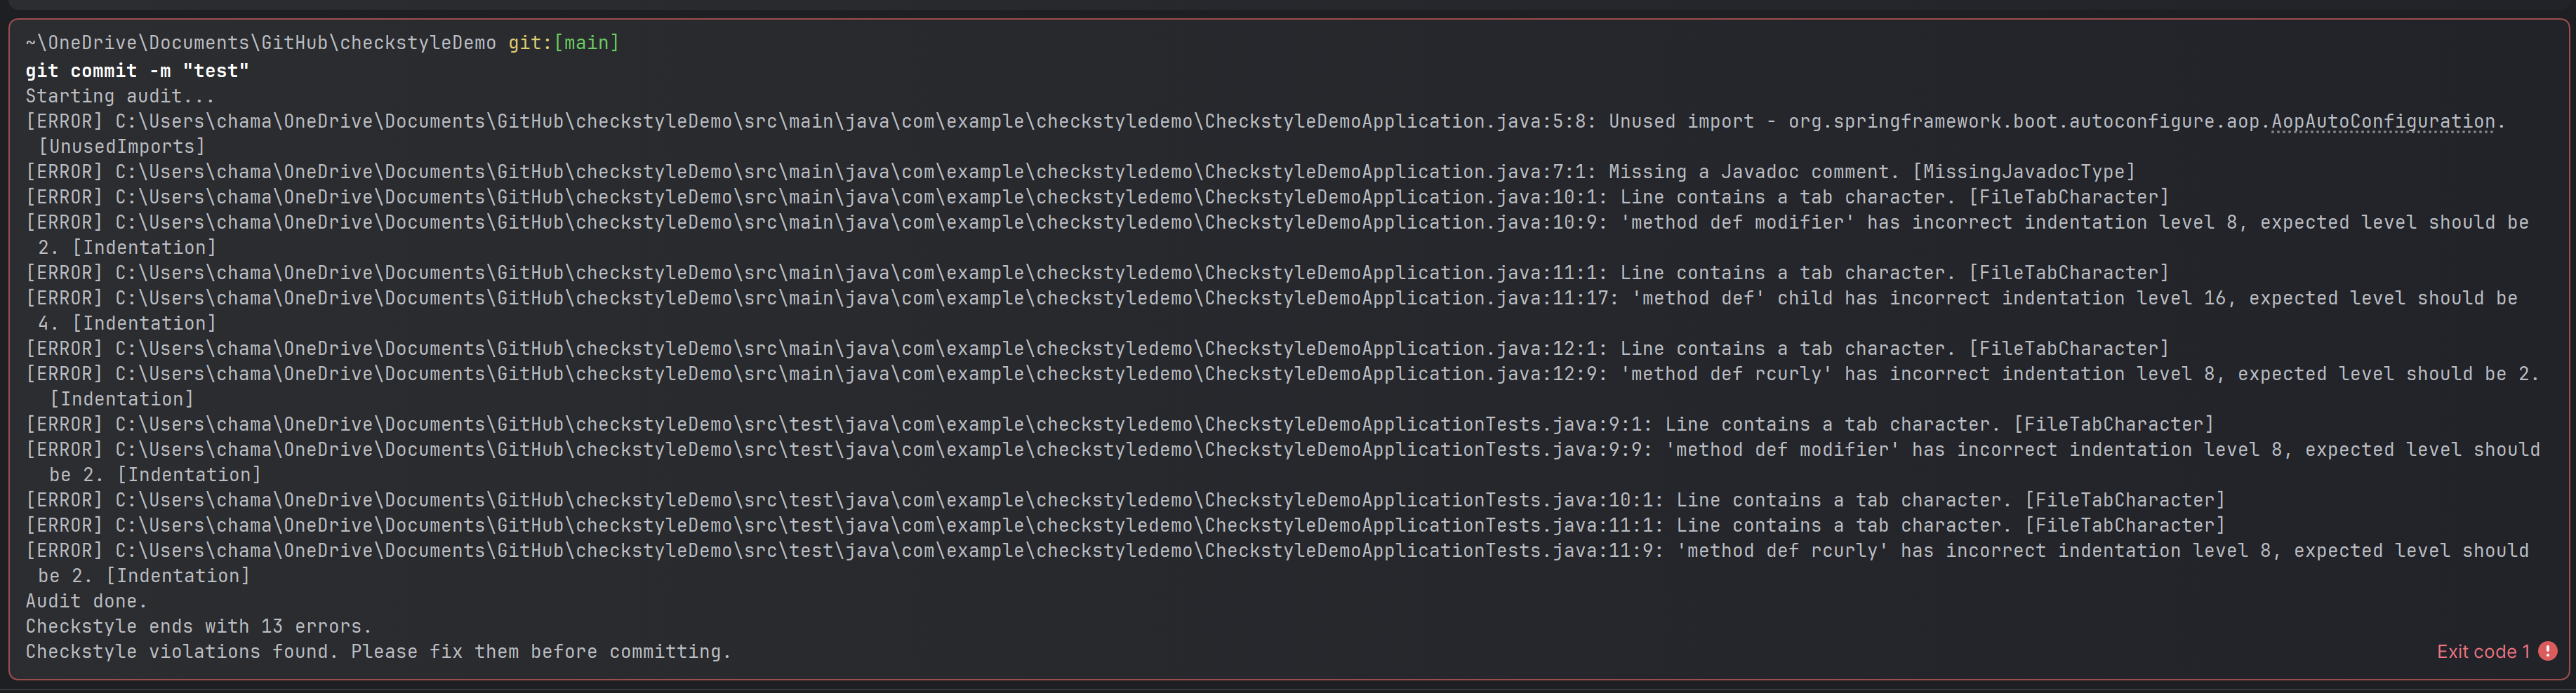 ~\OneDrive\Documents\GitHub\checkstyleDemo git:[main]
git commit -m "test"
Starting audit...
[ERROR] C:\Users\chama\OneDrive\Documents\GitHub\checkstyleDemo\src\main\java\com\example\checkstyledemo\CheckstyleDemoApplication.java:5:8: Unused import - org.springframework.boot.autoconfigure.aop.AopAutoConfiguration.
[UnusedImports]
[ERROR] C:\Users\chama\OneDrive\Documents\GitHub\checkstyleDemo\src\main\java\com\example\checkstyledemo\CheckstyleDemoApplication.java:7:1: Missing a Javadoc comment. [MissingJavadocType]
[ERROR] C:\Users\chama\OneDrive\Documents\GitHub\checkstyleDemo\src\main\java\com\example\checkstyledemo\CheckstyleDemoApplication.java:10:1: Line contains a tab character. [FileTabCharacter]
[ERROR] C:\Users\chama\OneDrive\Documents\GitHub\checkstyleDemo\src\main\java\com\example\checkstyledemo\CheckstyleDemoApplication.java:10:9: 'method def modifier' has incorrect indentation level 8, expected level should be
2. [Indentation]
[ERROR] C:\Users\chama\OneDrive\Documents\GitHub\checkstyleDemo\src\main\java\com\example\checkstyledemo\CheckstyleDemoApplication.java:11:1: Line contains a tab character. [FileTabCharacter]
[ERROR] C:\Users\chama\OneDrive\Documents\GitHub\checkstyleDemo\src\main\java\com\example\checkstyledemo\CheckstyleDemoApplication.java:11:17: 'method def' child has incorrect indentation level 16, expected level should be
4. [Indentation]
[ERROR] C:\Users\chama\OneDrive\Documents\GitHub\checkstyleDemo\src\main\java\com\example\checkstyledemo\CheckstyleDemoApplication.java:12:1: Line contains a tab character. [FileTabCharacter]
[ERROR] C:\Users\chama\OneDrive\Documents\GitHub\checkstyleDemo\src\main\java\com\example\checkstyledemo\CheckstyleDemoApplication.java:12:9: 'method def rcurly' has incorrect indentation level 8, expected level should be 2.
[Indentation]
[ERROR] C:\Users\chama\OneDrive\Documents\GitHub\checkstyleDemo\src\test\java\com\example\checkstyledemo\CheckstyleDemoApplicationTests.java:9:1: Line contains a tab character. [FileTabCharacter]
[ERROR] C:\Users\chama\OneDrive\Documents\GitHub\checkstyleDemo\src\test\java\com\example\checkstyledemo\CheckstyleDemoApplicationTests.java:9:9: 'method def modifier' has incorrect indentation level 8, expected level should
be 2. [Indentation]
[ERROR] C:\Users\chama\OneDrive\Documents\GitHub\checkstyleDemo\src\test\java\com\example\checkstyledemo\CheckstyleDemoApplicationTests.java:10:1: Line contains a tab character. [FileTabCharacter]
[ERROR] C:\Users\chama\OneDrive\Documents\GitHub\checkstyleDemo\src\test\java\com\example\checkstyledemo\CheckstyleDemoApplicationTests.java:11:1: Line contains a tab character. [FileTabCharacter]
[ERROR] C:\Users\chama\OneDrive\Documents\GitHub\checkstyleDemo\src\test\java\com\example\checkstyledemo\CheckstyleDemoApplicationTests.java:11:9: 'method def rcurly' has incorrect indentation level 8, expected level should
be 2. [Indentation]
Audit done.
Checkstyle ends with 13 errors.
Checkstyle violations found. Please fix them before committing.
Exit code 1